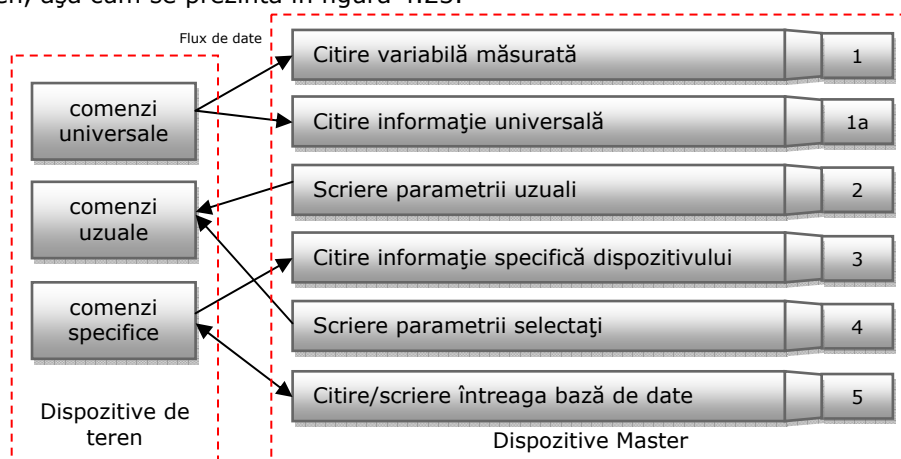 en, aşa cum se prezintă în figura 4.25.
Flux de date
comenzi
universale
comenzi
uzuale
comenzi
specifice
Dispozitive de
teren
Citire variabilă măsurată
1
Citire informaţie universală
1a
Scriere parametrii uzuali
2
Citire informaţie specifică dispozitivului
3
Scriere parametrii selectaţi
4
Citire/scriere întreaga bază de date
5
Dispozitive Master